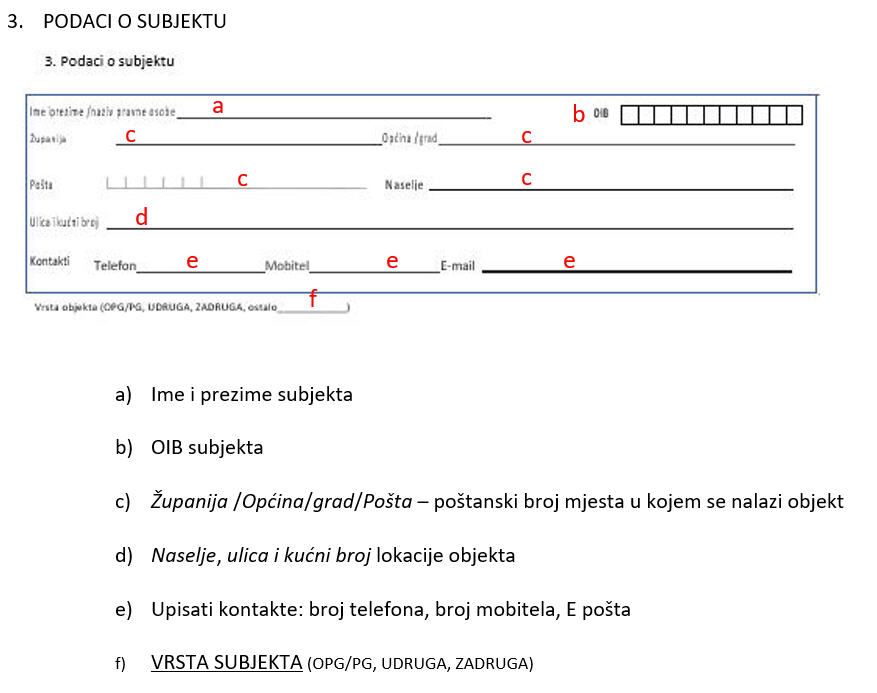 3. PODACI O SUBJEKTU
3. Podaci o subjektu
Ime i prezime /naziv pravne osobe a b OIB
Županija c Općina /grad c
Pošta c Naselje c
Ulica i kućni broj d
Kontakti Telefon e Mobitel e E-mail e
Vrsta objekta (OPG/PG, UDRUGA, ZADRUGA, ostalo f )
a) Ime i prezime subjekta
b) OIB subjekta
c) Županija /Općina/grad/Pošta – poštanski broj mjesta u kojem se nalazi objekt
d) Naselje, ulica i kućni broj lokacije objekta
e) Upisati kontakte: broj telefona, broj mobitela, E pošta
f) VRSTA SUBJEKTA (OPG/PG, UDRUGA, ZADRUGA)